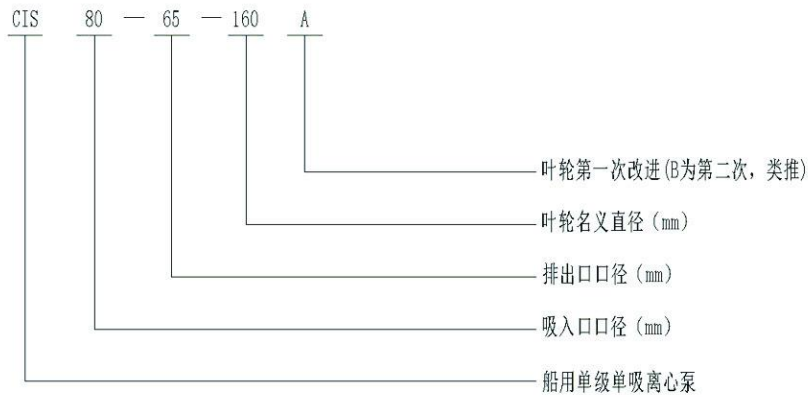 CIS 80 — 65 — 160 A
叶轮第一次改进(B为第二次，类推)
叶轮名义直径(mm)
排出口口径(mm)
吸入口口径(mm)
船用单级单吸离心泵